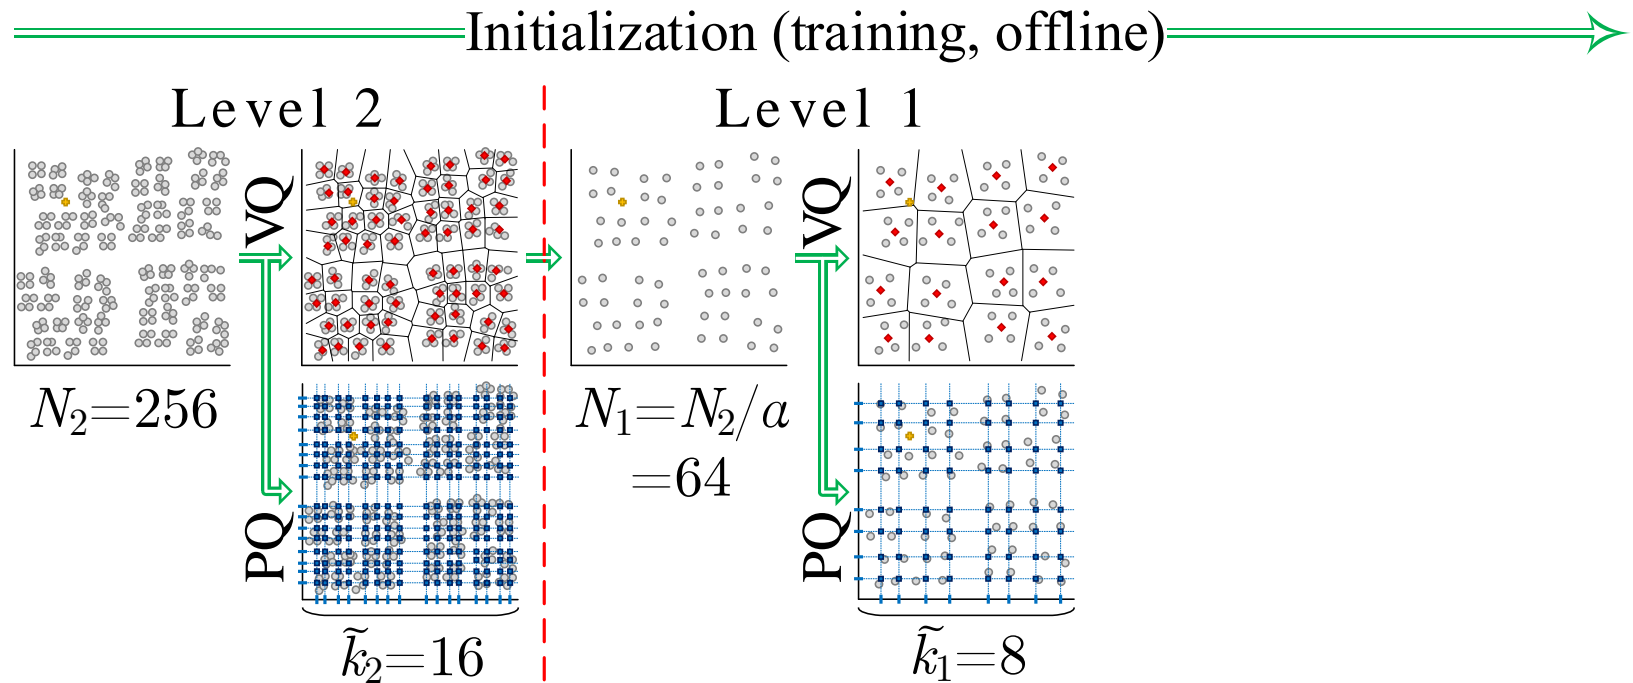 Initialization (training, offline)
Level 2
Level 1
VQ
VQ
N₂=256
N₁=N₂/a
=64
PQ
PQ
k̃₂=16
k̃₁=8